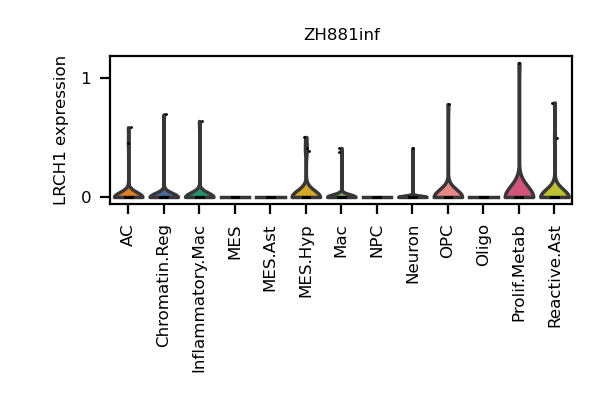 ZH881inf
LRCH1 expression
1
0
AC
Chromatin.Reg
Inflammatory.Mac
MES
MES.Ast
MES.Hyp
Mac
NPC
Neuron
OPC
Oligo
Prolif.Metab
Reactive.Ast